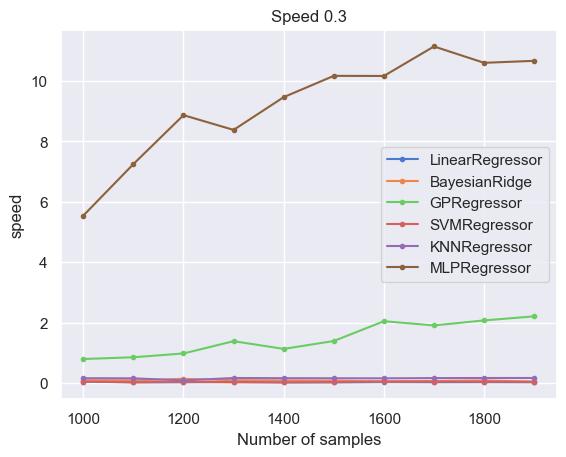 Speed 0.3
speed
10
8
6
4
2
0
LinearRegressor
BayesianRidge
GPRegressor
SVMRegressor
KNNRegressor
MLPRegressor
1000 1200 1400 1600 1800
Number of samples